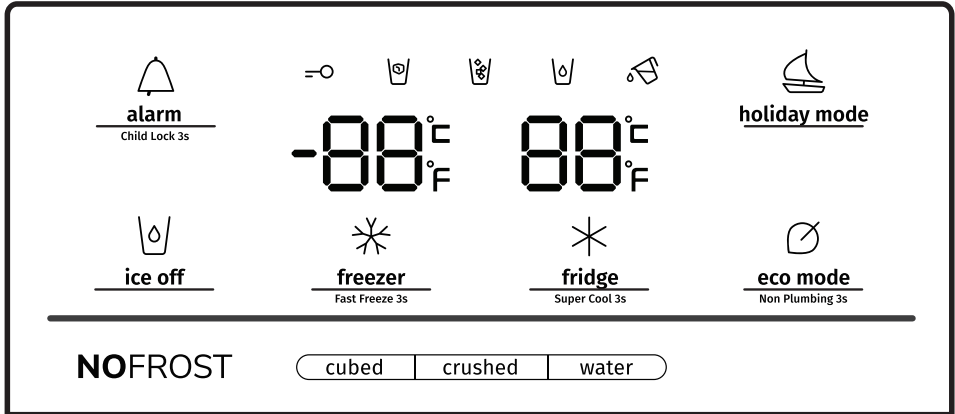 alarm
Child Lock 3s
holiday mode
-88 °C °F
88 °C °F
ice off
freezer
Fast Freeze 3s
fridge
Super Cool 3s
eco mode
Non Plumbing 3s
NOFROST
cubed
crushed
water